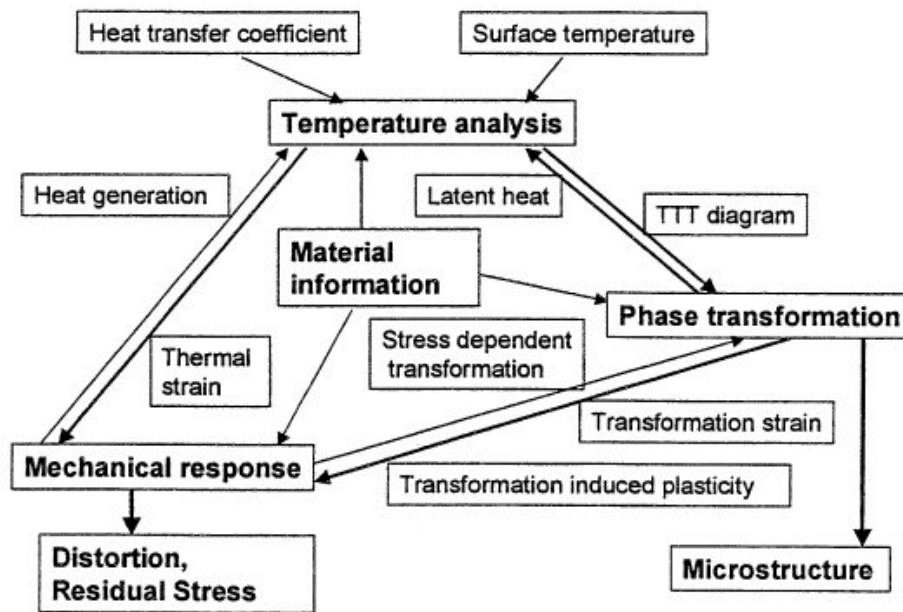 Heat transfer coefficient
Surface temperature
Temperature analysis
Heat generation
Latent heat
TTT diagram
Material
information
Phase transformation
Thermal
strain
Stress dependent
transformation
Transformation strain
Mechanical response
Transformation induced plasticity
Distortion,
Residual Stress
Microstructure